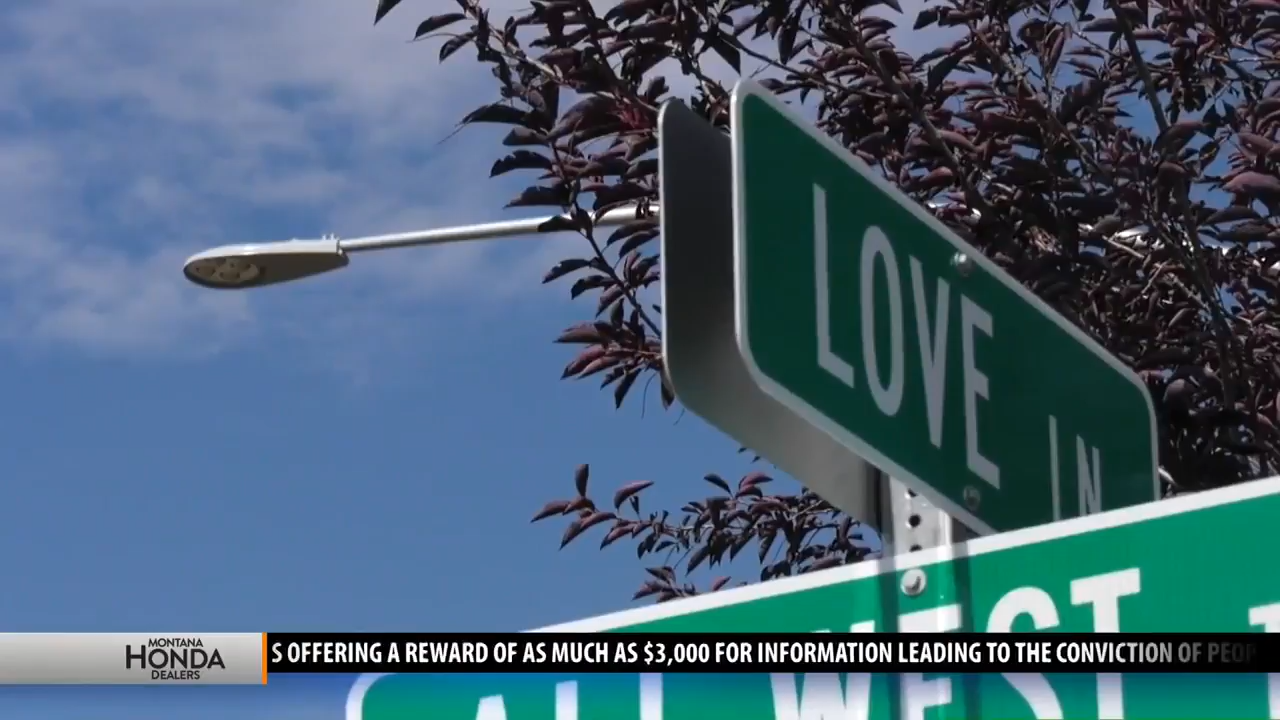 LOVE LN
ALL WEST
MONTANA
HONDA
DEALERS
S OFFERING A REWARD OF AS MUCH AS $3,000 FOR INFORMATION LEADING TO THE CONVICTION OF